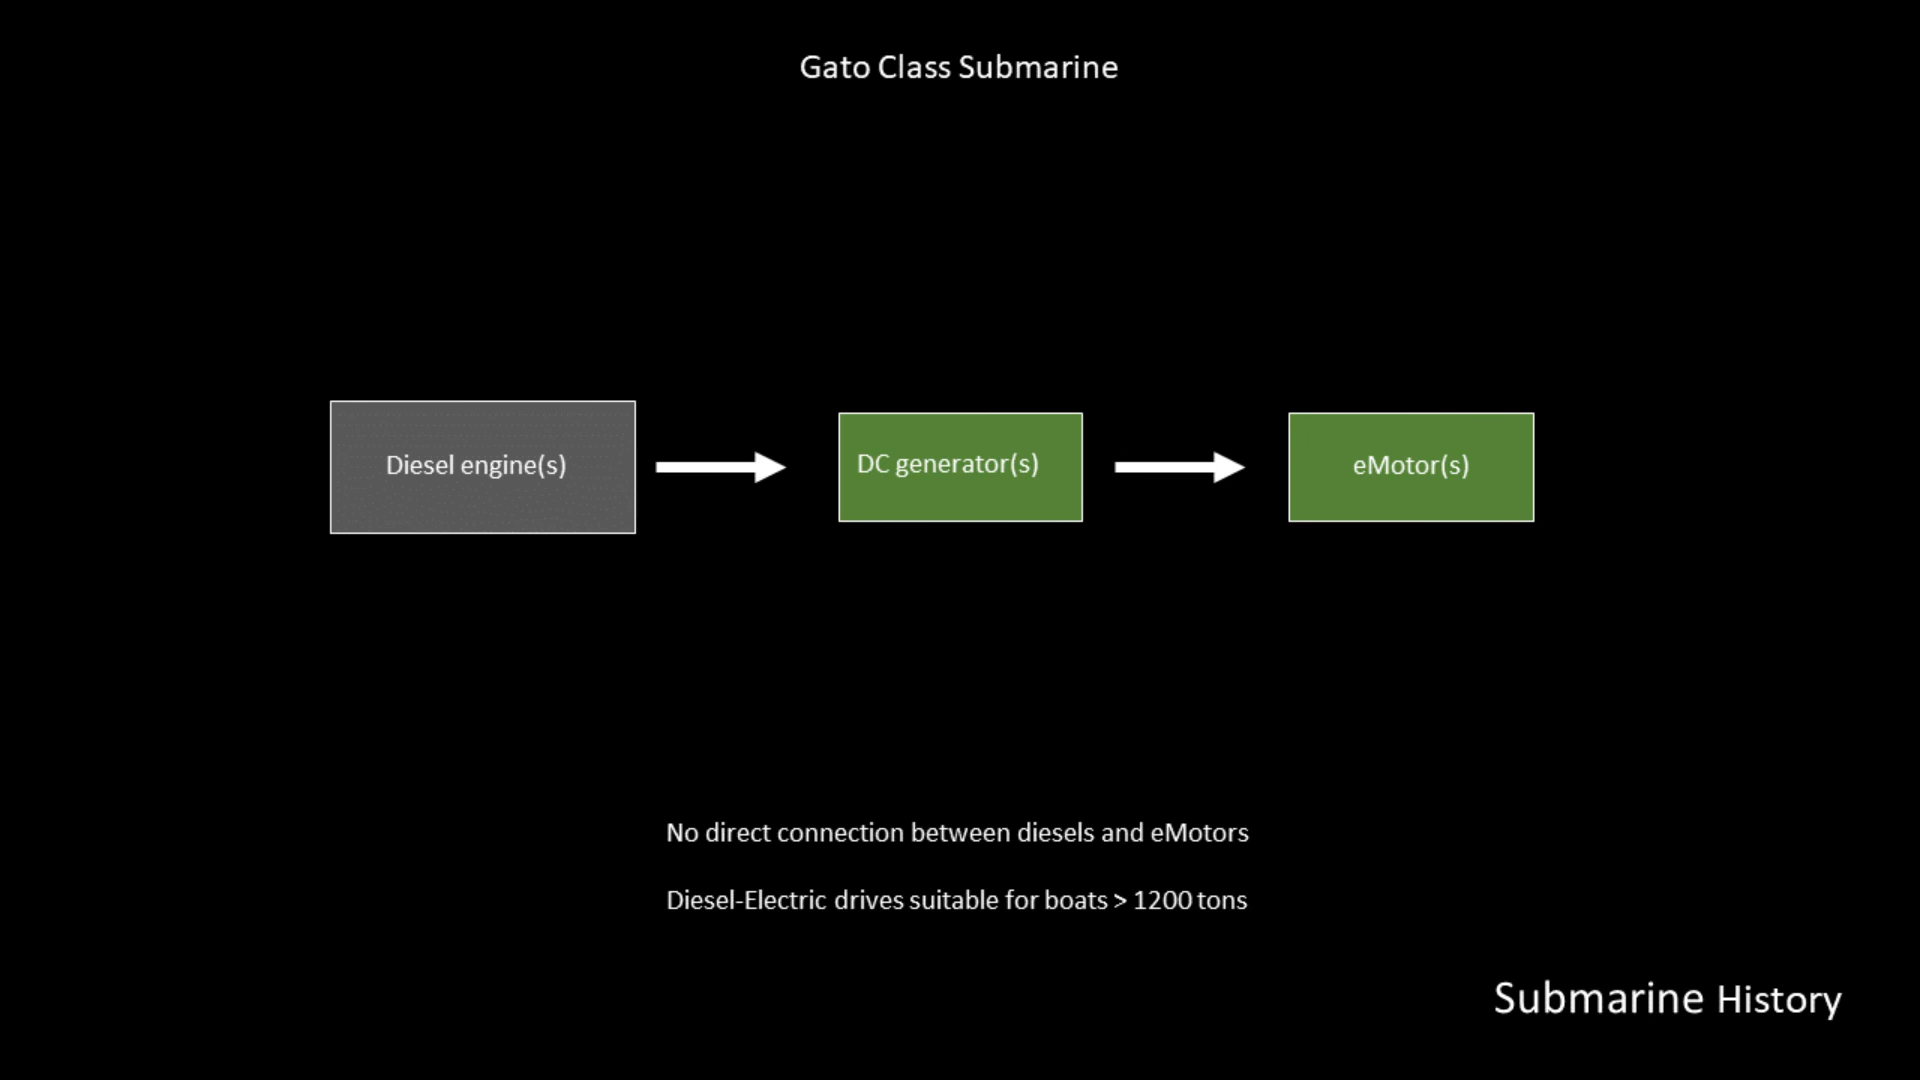 Gato Class Submarine
Diesel engine(s)
DC generator(s)
eMotor(s)
No direct connection between diesels and eMotors
Diesel-Electric drives suitable for boats > 1200 tons
Submarine History